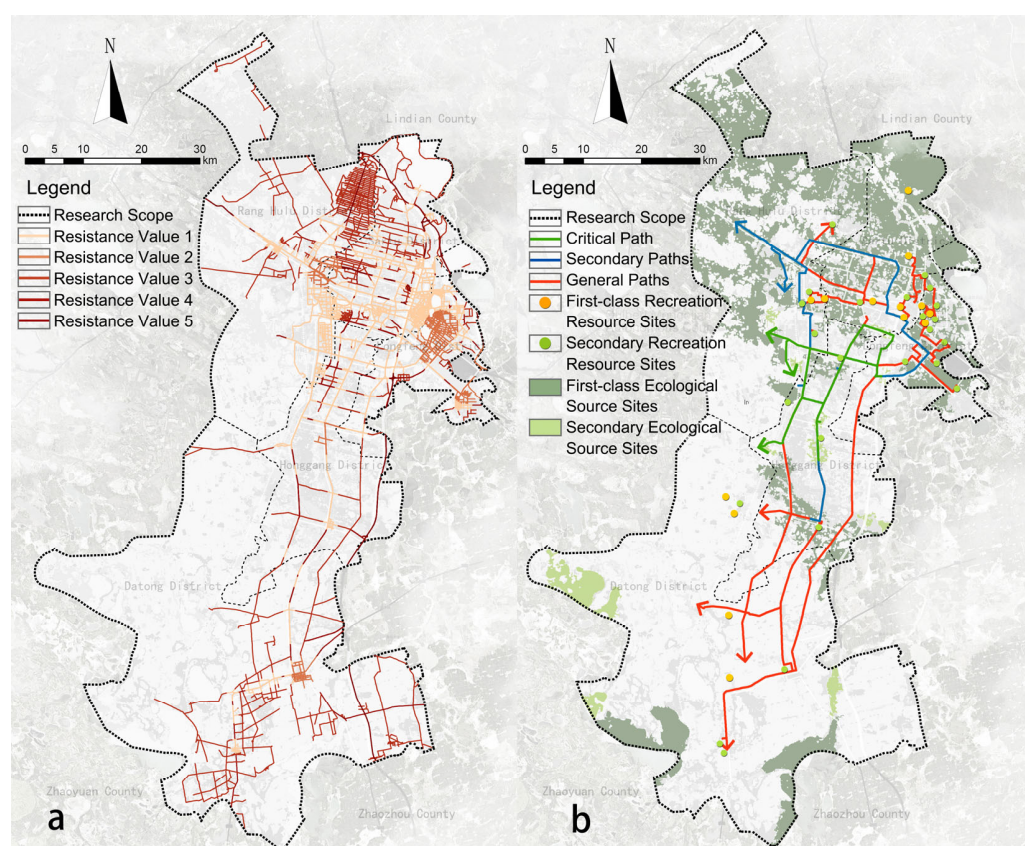 N
Lindian County
0 5 10 20 30
km
Legend
Research Scope
Resistance Value 1
Resistance Value 2
Resistance Value 3
Resistance Value 4
Resistance Value 5
Rang Hulu District
Honggang District
Datong District
Zhaoyuan County
Zhaozhou County
a
N
Lindian County
0 5 10 20 30
km
Legend
Research Scope
Critical Path
Secondary Paths
General Paths
First-class Recreation
Resource Sites
Secondary Recreation
Resource Sites
First-class Ecological
Source Sites
Secondary Ecological
Source Sites
District
District
Datong District
Zhaoyuan County
Zhaozhou County
b